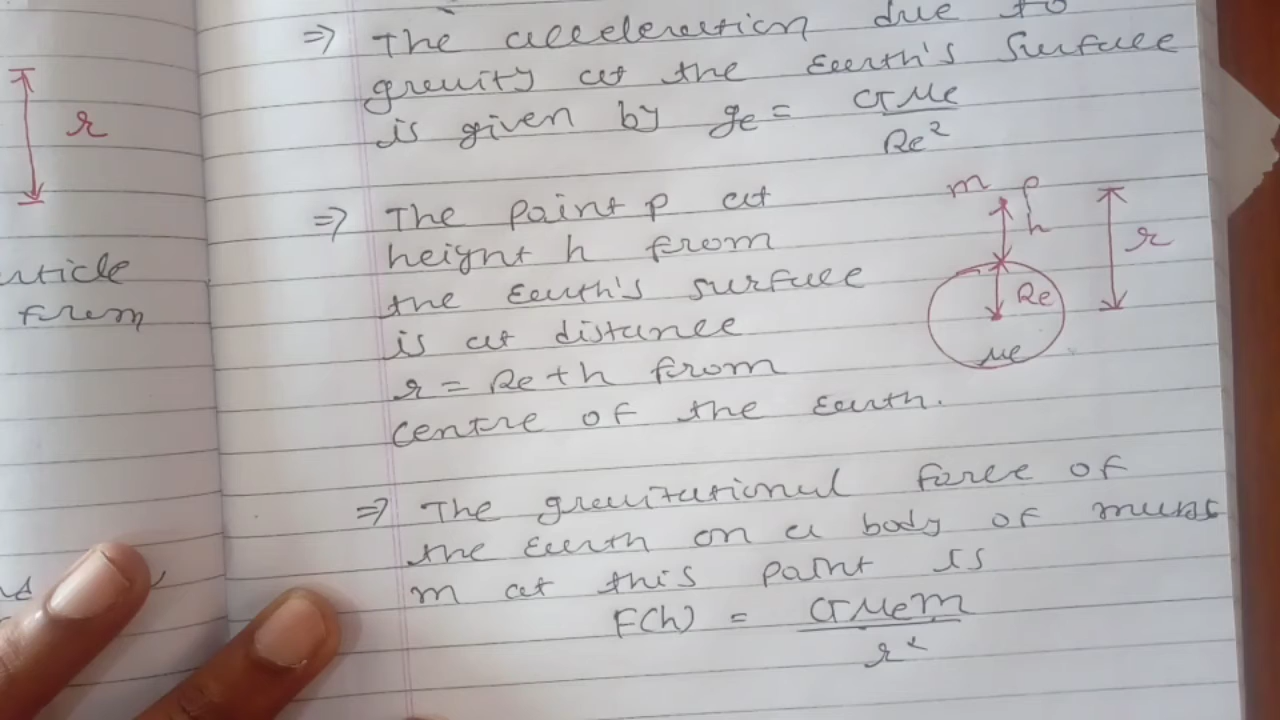 r
article
from
⇒ The acceleration due to
gravity at the Earth's Surface
is given by ge = GMe / Re²
⇒ The point p at
heignt h from
the Earth's surface
is at distance
r = Re + h from
centre of the Earth.
m p
h
r
Re
Me
⇒ The gravitational force of
the Earth on a body of mass
m at this point is
F(h) = GMem / r²